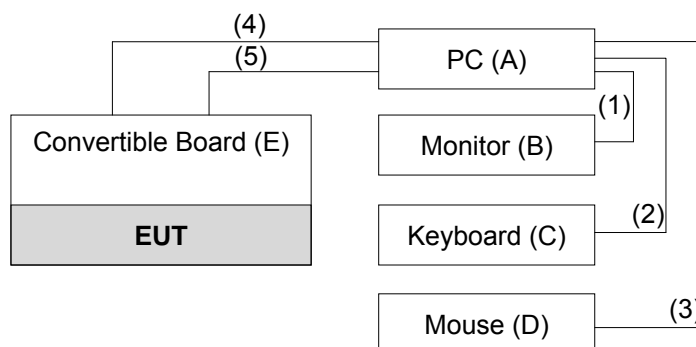 (4)
(5)
PC (A)
(1)
Convertible Board (E)
Monitor (B)
EUT
Keyboard (C)
(2)
Mouse (D)
(3)